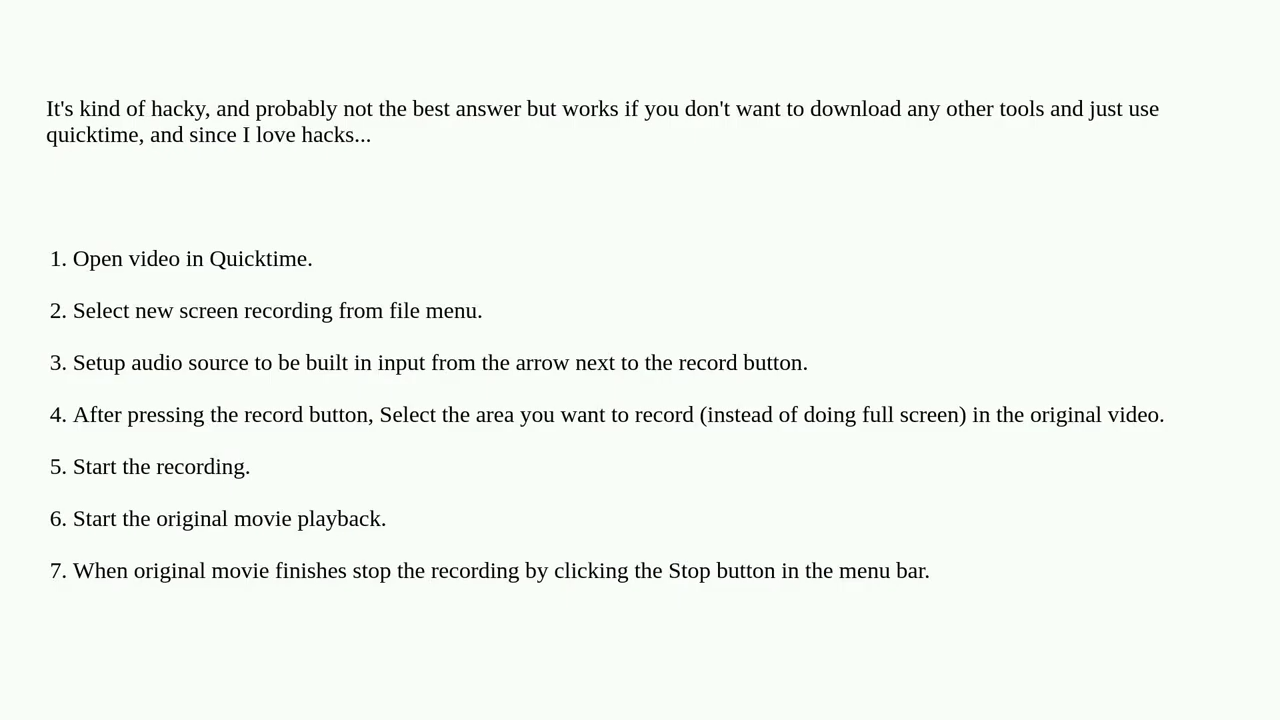 It's kind of hacky, and probably not the best answer but works if you don't want to download any other tools and just use
quicktime, and since I love hacks...
1. Open video in Quicktime.
2. Select new screen recording from file menu.
3. Setup audio source to be built in input from the arrow next to the record button.
4. After pressing the record button, Select the area you want to record (instead of doing full screen) in the original video.
5. Start the recording.
6. Start the original movie playback.
7. When original movie finishes stop the recording by clicking the Stop button in the menu bar.